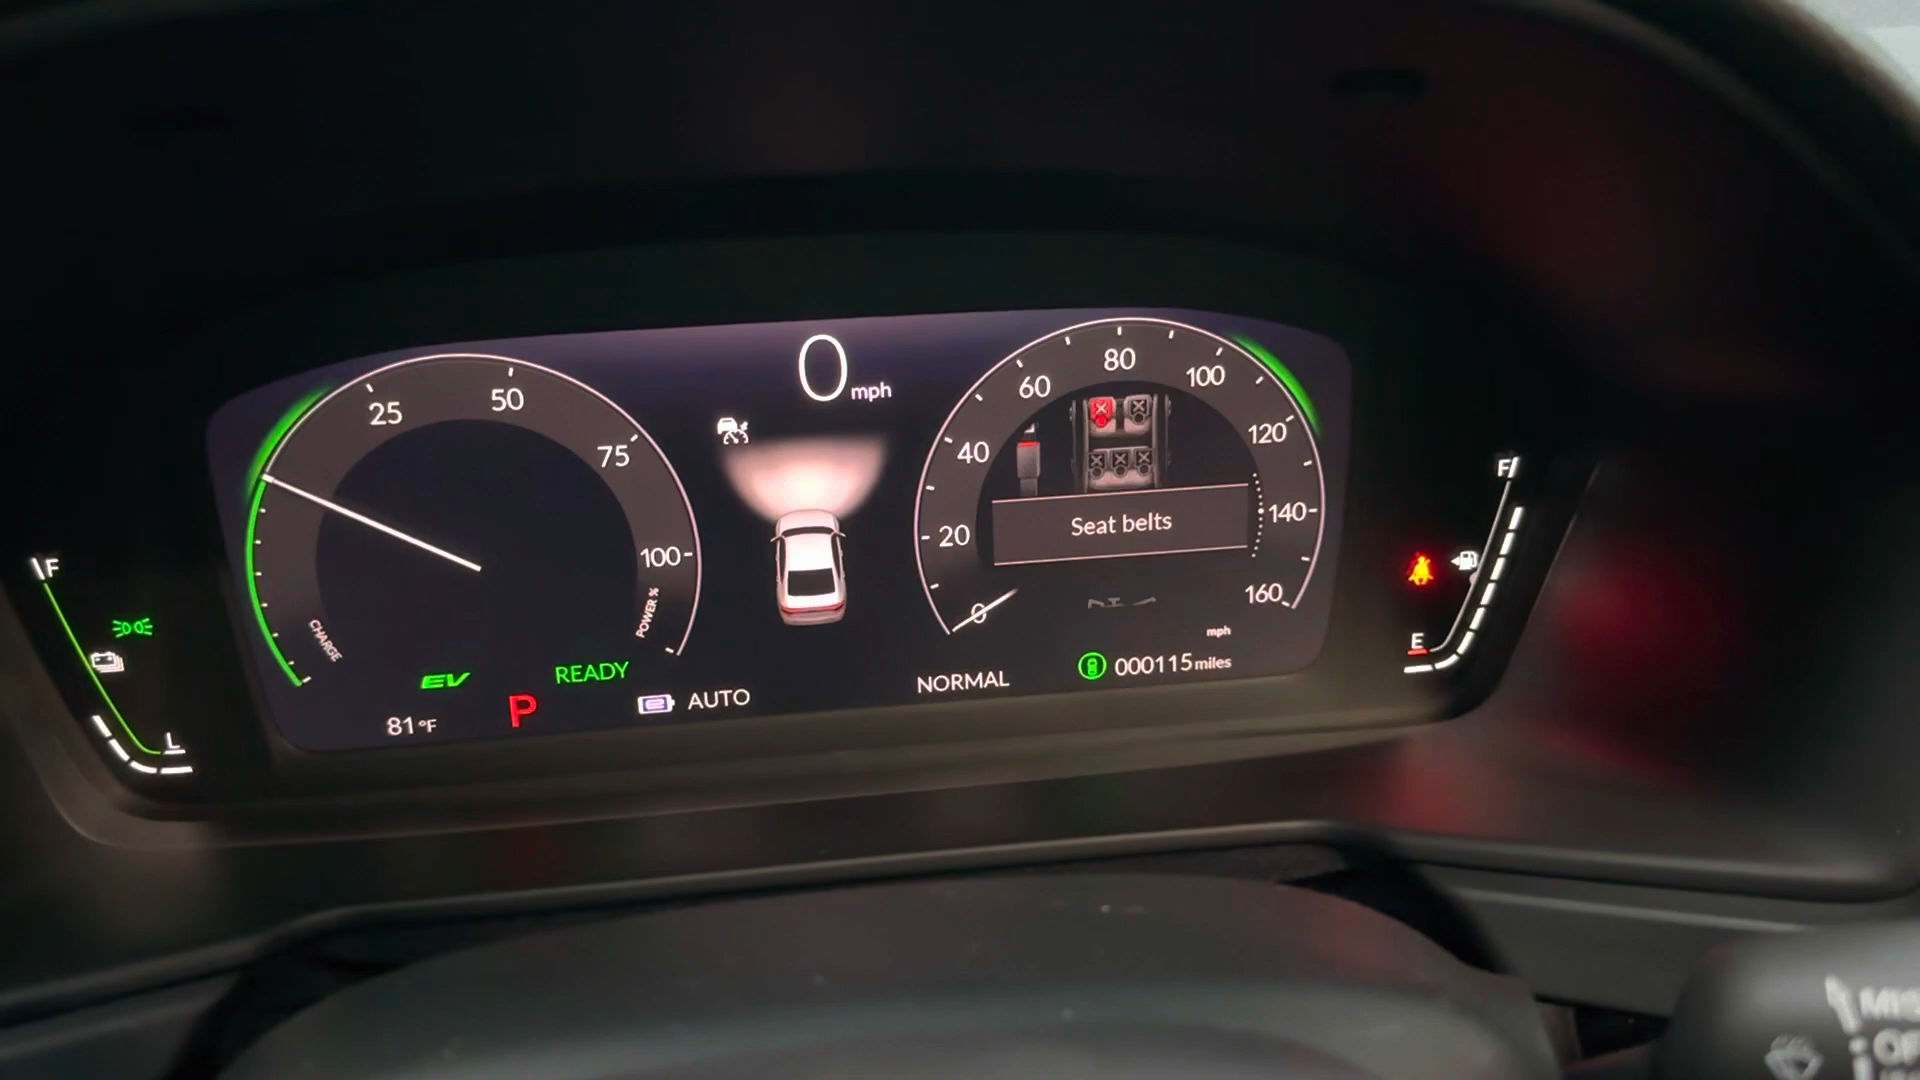 0 mph
25
50
75
100
CHARGE
POWER %
20
40
60
80
100
120
140
160
0
mph
Seat belts
F
L
F
E
EV
READY
81°F
P
e
AUTO
NORMAL
000115 miles